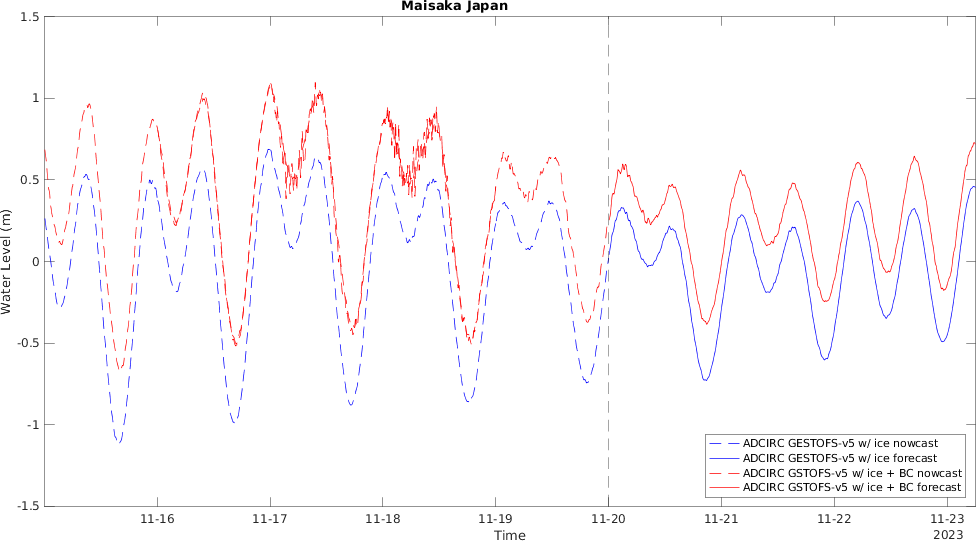 Maisaka Japan
1.5
1
0.5
0
-0.5
-1
-1.5
Water Level (m)
11-16
11-17
11-18
11-19
11-20
11-21
11-22
11-23
2023
Time
ADCIRC GESTOFS-v5 w/ ice nowcast
ADCIRC GESTOFS-v5 w/ ice forecast
ADCIRC GSTOFS-v5 w/ ice + BC nowcast
ADCIRC GSTOFS-v5 w/ ice + BC forecast